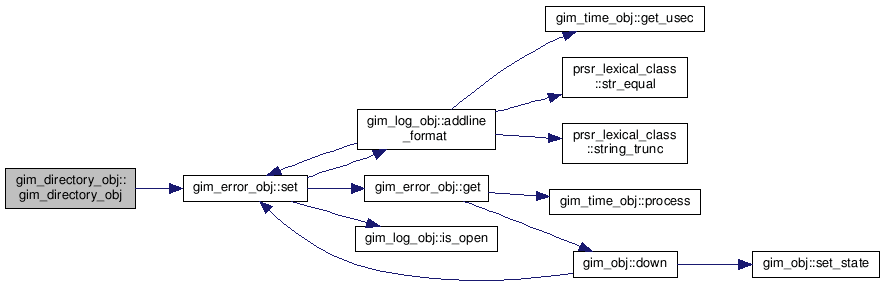 gim_time_obj::get_usec
prsr_lexical_class
::str_equal
gim_log_obj::addline
_format
prsr_lexical_class
::string_trunc
gim_directory_obj::
gim_directory_obj
gim_error_obj::set
gim_error_obj::get
gim_time_obj::process
gim_log_obj::is_open
gim_obj::down
gim_obj::set_state